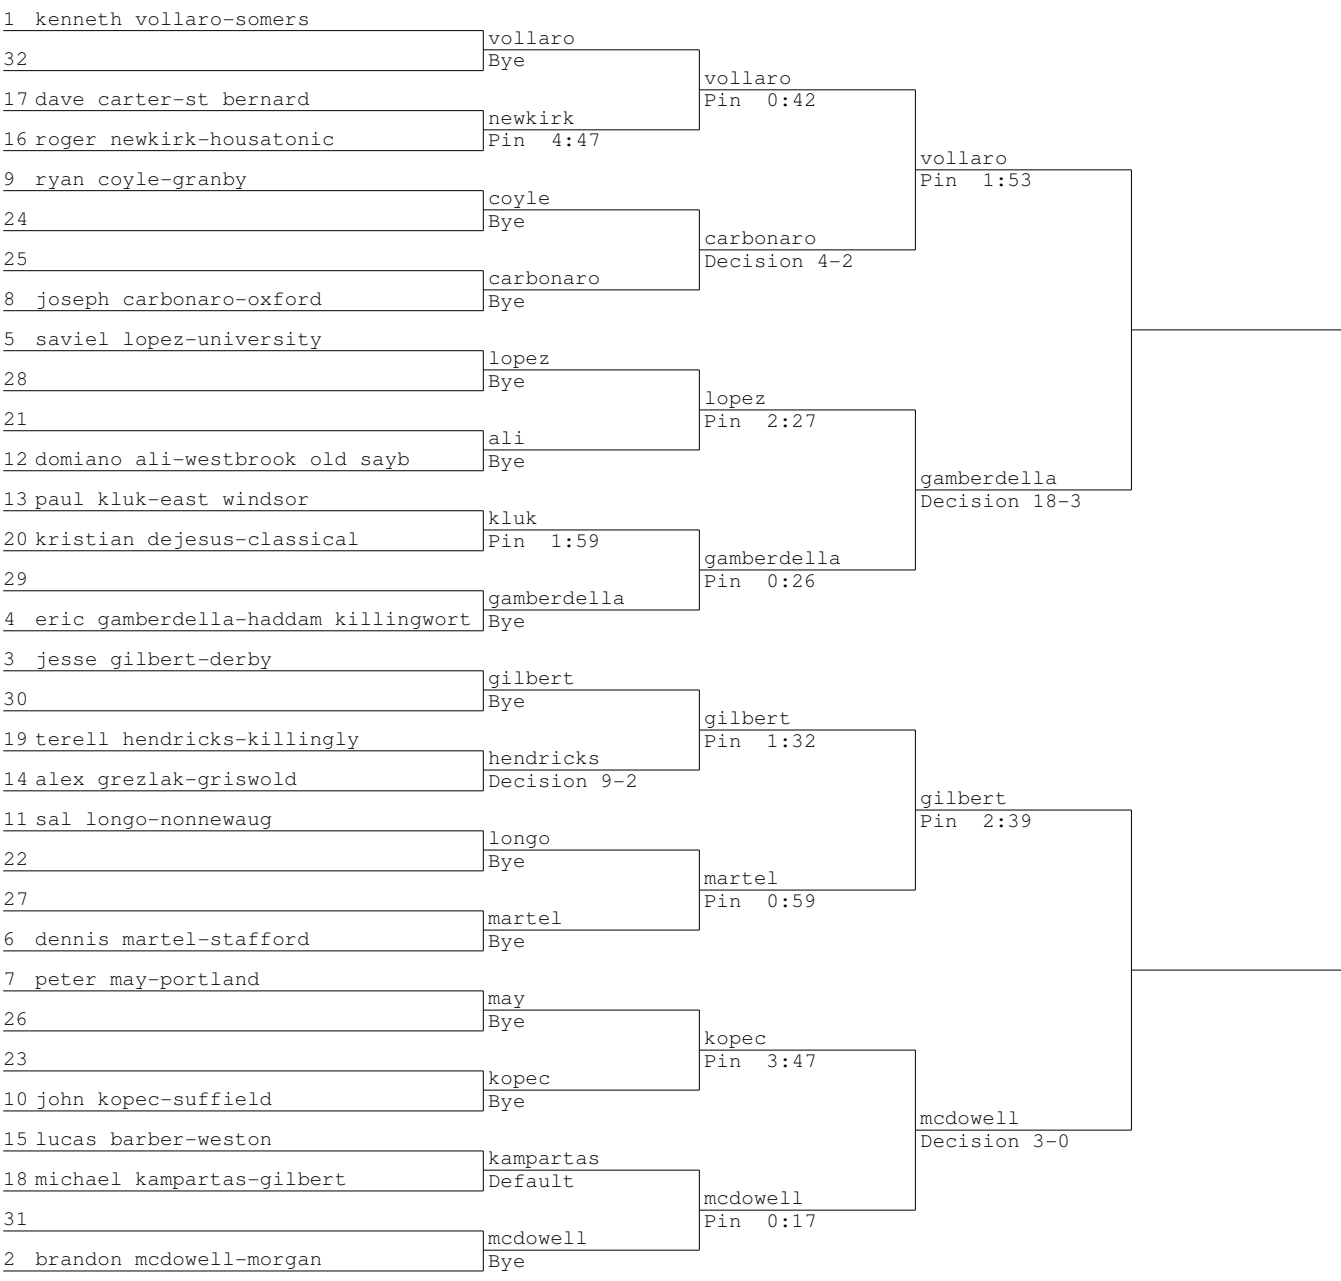 1 kenneth vollaro-somers
vollaro
32
Bye
vollaro
17 dave carter-st bernard
Pin 0:42
newkirk
16 roger newkirk-housatonic
Pin 4:47
vollaro
9 ryan coyle-granby
Pin 1:53
coyle
24
Bye
carbonaro
25
Decision 4-2
carbonaro
8 joseph carbonaro-oxford
Bye
5 saviel lopez-university
lopez
28
Bye
lopez
21
Pin 2:27
ali
12 domiano ali-westbrook old sayb
Bye
gamberdella
13 paul kluk-east windsor
Decision 18-3
kluk
20 kristian dejesus-classical
Pin 1:59
gamberdella
29
Pin 0:26
gamberdella
4 eric gamberdella-haddam killingwort
Bye
3 jesse gilbert-derby
gilbert
30
Bye
gilbert
19 terell hendricks-killingly
Pin 1:32
hendricks
14 alex grezlak-griswold
Decision 9-2
gilbert
11 sal longo-nonnewaug
Pin 2:39
longo
22
Bye
martel
27
Pin 0:59
martel
6 dennis martel-stafford
Bye
7 peter may-portland
may
26
Bye
kopec
23
Pin 3:47
kopec
10 john kopec-suffield
Bye
mcdowell
15 lucas barber-weston
Decision 3-0
kampartas
18 michael kampartas-gilbert
Default
mcdowell
31
Pin 0:17
mcdowell
2 brandon mcdowell-morgan
Bye